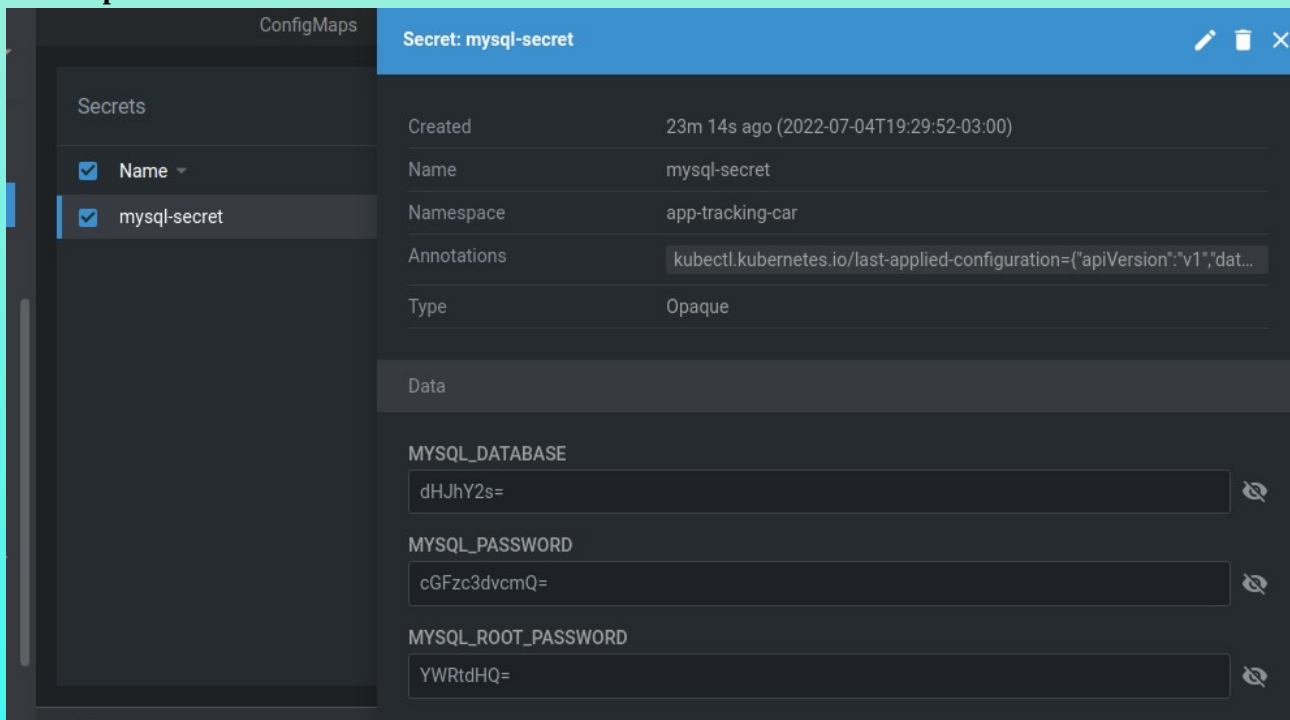 ConfigMaps
Secret: mysql-secret
Secrets
Name
mysql-secret
Created 23m 14s ago (2022-07-04T19:29:52-03:00)
Name mysql-secret
Namespace app-tracking-car
Annotations kubectl.kubernetes.io/last-applied-configuration={"apiVersion":"v1","dat...
Type Opaque
Data
MYSQL_DATABASE
dHJhY2s=
MYSQL_PASSWORD
cGFzc3dvcmQ=
MYSQL_ROOT_PASSWORD
YWRtdHQ=